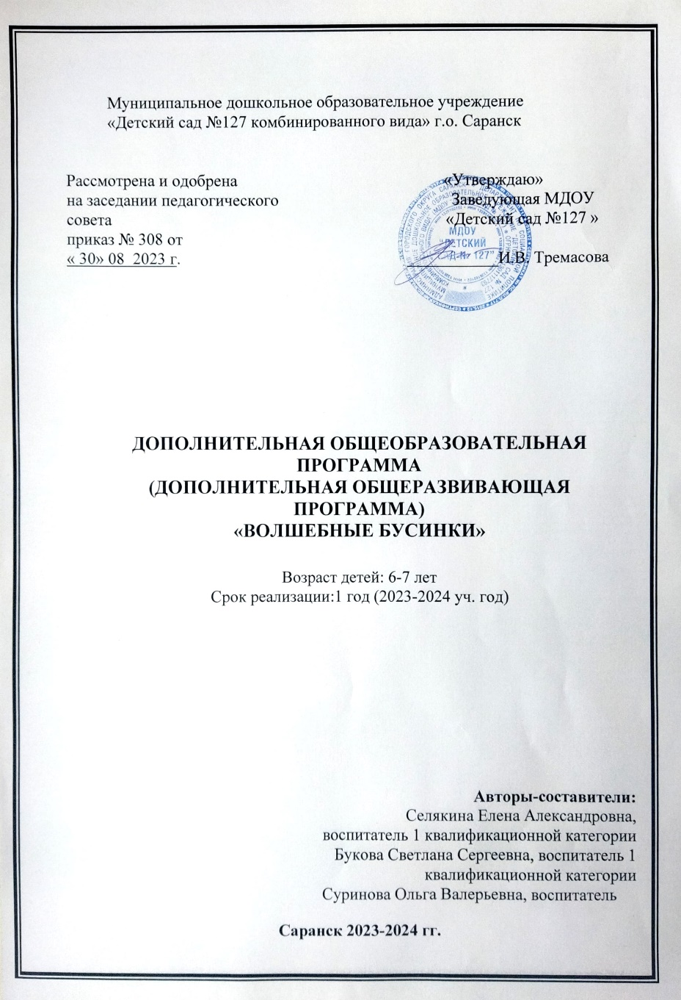 Муниципальное дошкольное образовательное учреждение
«Детский сад №127 комбинированного вида» г.о. Саранск
Рассмотрена и одобрена
на заседании педагогического
совета
приказ № 308 от
« 30» 08 2023 г.
«Утверждаю»
Заведующая МДОУ
«Детский сад №127 »
И.В. Тремасова
МДОУ
"ДЕТСКИЙ
САД № 127"
ДОПОЛНИТЕЛЬНАЯ ОБЩЕОБРАЗОВАТЕЛЬНАЯ
ПРОГРАММА
(ДОПОЛНИТЕЛЬНАЯ ОБЩЕРАЗВИВАЮЩАЯ
ПРОГРАММА)
«ВОЛШЕБНЫЕ БУСИНКИ»
Возраст детей: 6-7 лет
Срок реализации:1 год (2023-2024 уч. год)
Авторы-составители:
Селякина Елена Александровна,
воспитатель 1 квалификационной категории
Букова Светлана Сергеевна, воспитатель 1
квалификационной категории
Суринова Ольга Валерьевна, воспитатель
Саранск 2023-2024 гг.